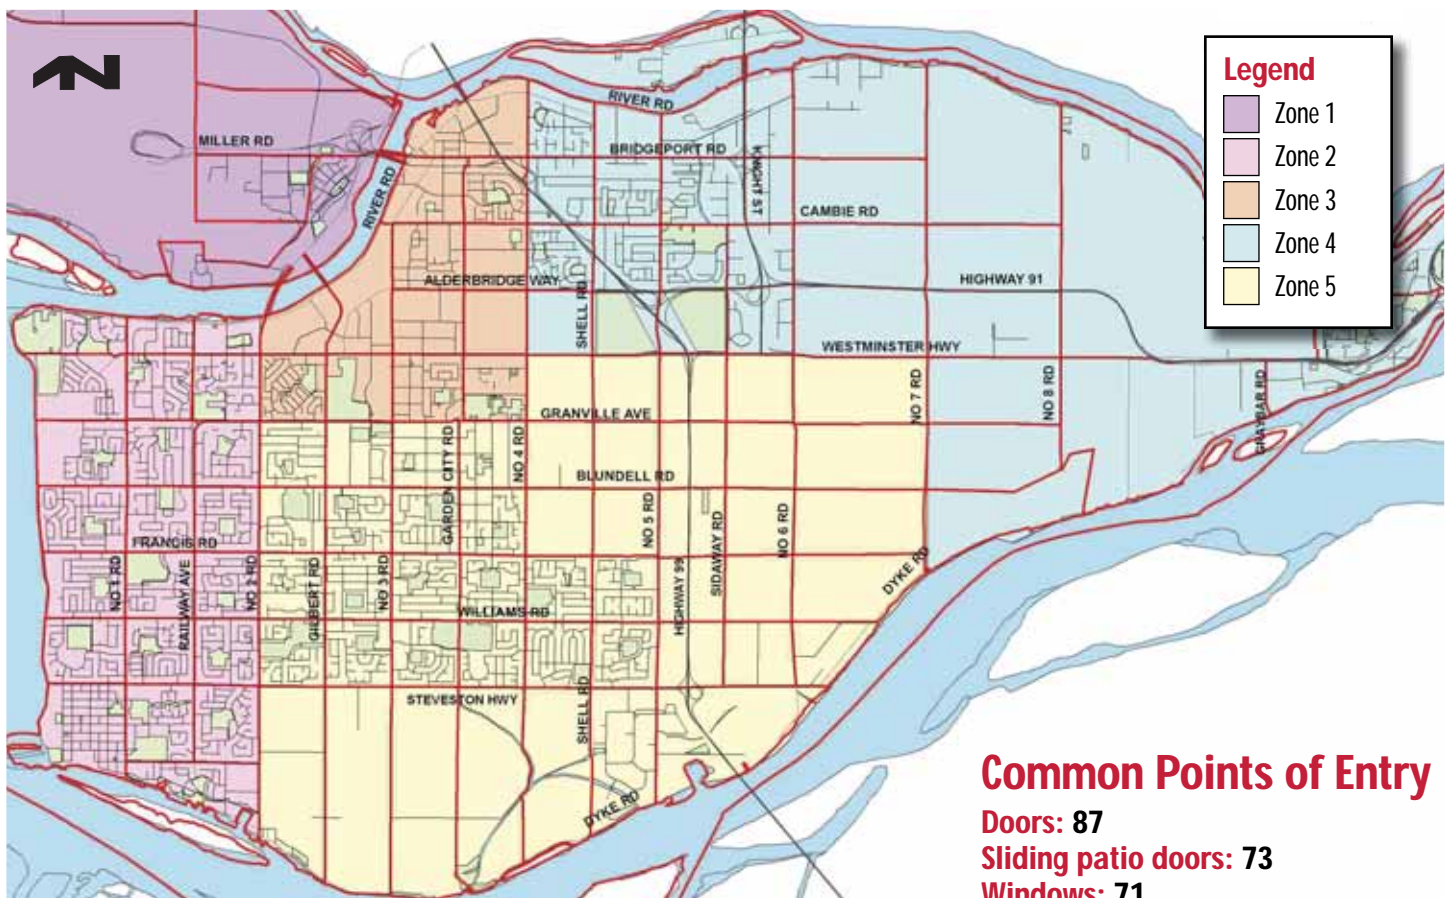 N
Legend
Zone 1
Zone 2
Zone 3
Zone 4
Zone 5
MILLER RD
RIVER RD
RIVER RD
BRIDGEPORT RD
KNIGHT ST
CAMBIE RD
ALDERBRIDGE WAY
SHELL RD
HIGHWAY 91
WESTMINSTER HWY
NO 7 RD
NO 8 RD
GRAYBAR RD
GRANVILLE AVE
GARDEN CITY RD
NO 4 RD
BLUNDELL RD
NO 5 RD
SIDAWAY RD
NO 6 RD
FRANCIS RD
NO 1 RD
RAILWAY AVE
NO 2 RD
GILBERT RD
NO 3 RD
WILLIAMS RD
HIGHWAY 99
DYKE RD
STEVESTON HWY
SHELL RD
DYKE RD
Common Points of Entry
Doors: 87
Sliding patio doors: 73
Windows: 71